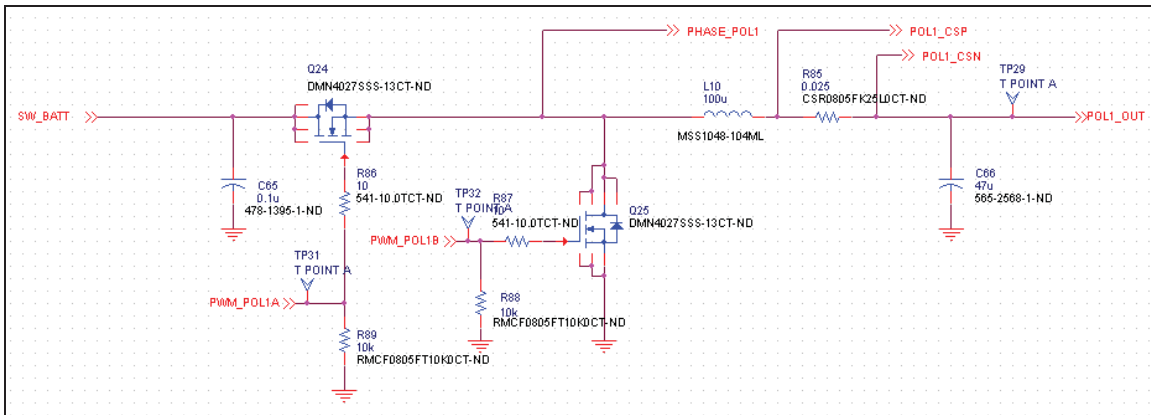 PHASE_POL1
POL1_CSP
POL1_CSN
Q24
DMN4027SSS-13CT-ND
L10
100u
MSS1048-104ML
R85
0.025
CSR0805FK25L0CT-ND
TP29
T POINT A
SW_BATT
POL1_OUT
C65
0.1u
478-1395-1-ND
R86
10
541-10.0TCT-ND
TP32
T POINT A
R87
10
541-10.0TCT-ND
Q25
DMN4027SSS-13CT-ND
C66
47u
565-2568-1-ND
PWM_POL1B
TP31
T POINT A
PWM_POL1A
R88
10k
RMCF0805FT10K0CT-ND
R89
10k
RMCF0805FT10K0CT-ND